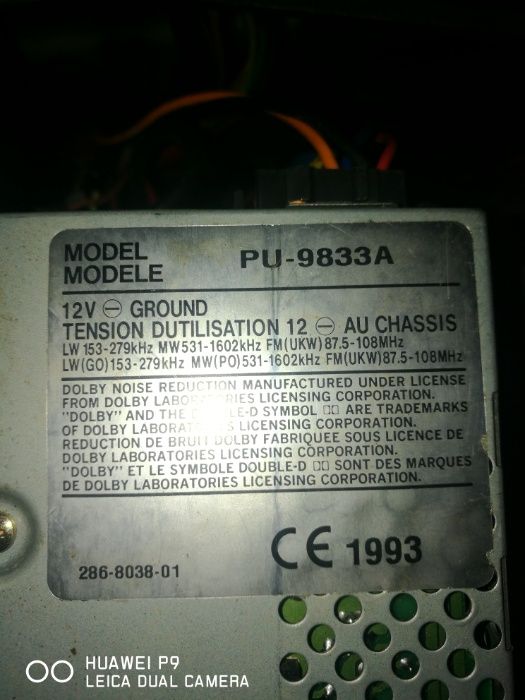 MODEL
MODELE PU-9833A
12V ⊖ GROUND
TENSION DUTILISATION 12 ⊖ AU CHASSIS
LW 153-279kHz MW531-1602kHz FM(UKW)87.5-108MHz
LW(GO)153-279kHz MW(PO)531-1602kHz FM(UKW)87.5-108MHz
DOLBY NOISE REDUCTION MANUFACTURED UNDER LICENSE
FROM DOLBY LABORATORIES LICENSING CORPORATION.
"DOLBY" AND THE DOUBLE-D SYMBOL ▯▯ ARE TRADEMARKS
OF DOLBY LABORATORIES LICENSING CORPORATION.
REDUCTION DE BRUIT DOLBY FABRIQUEE SOUS LICENCE DE
DOLBY LABORATORIES LICENSING CORPORATION.
"DOLBY" ET LE SYMBOLE DOUBLE-D ▯▯ SONT DES MARQUES
DE DOLBY LABORATORIES LICENSING CORPORATION.
CE 1993
286-8038-01
HUAWEI P9
LEICA DUAL CAMERA